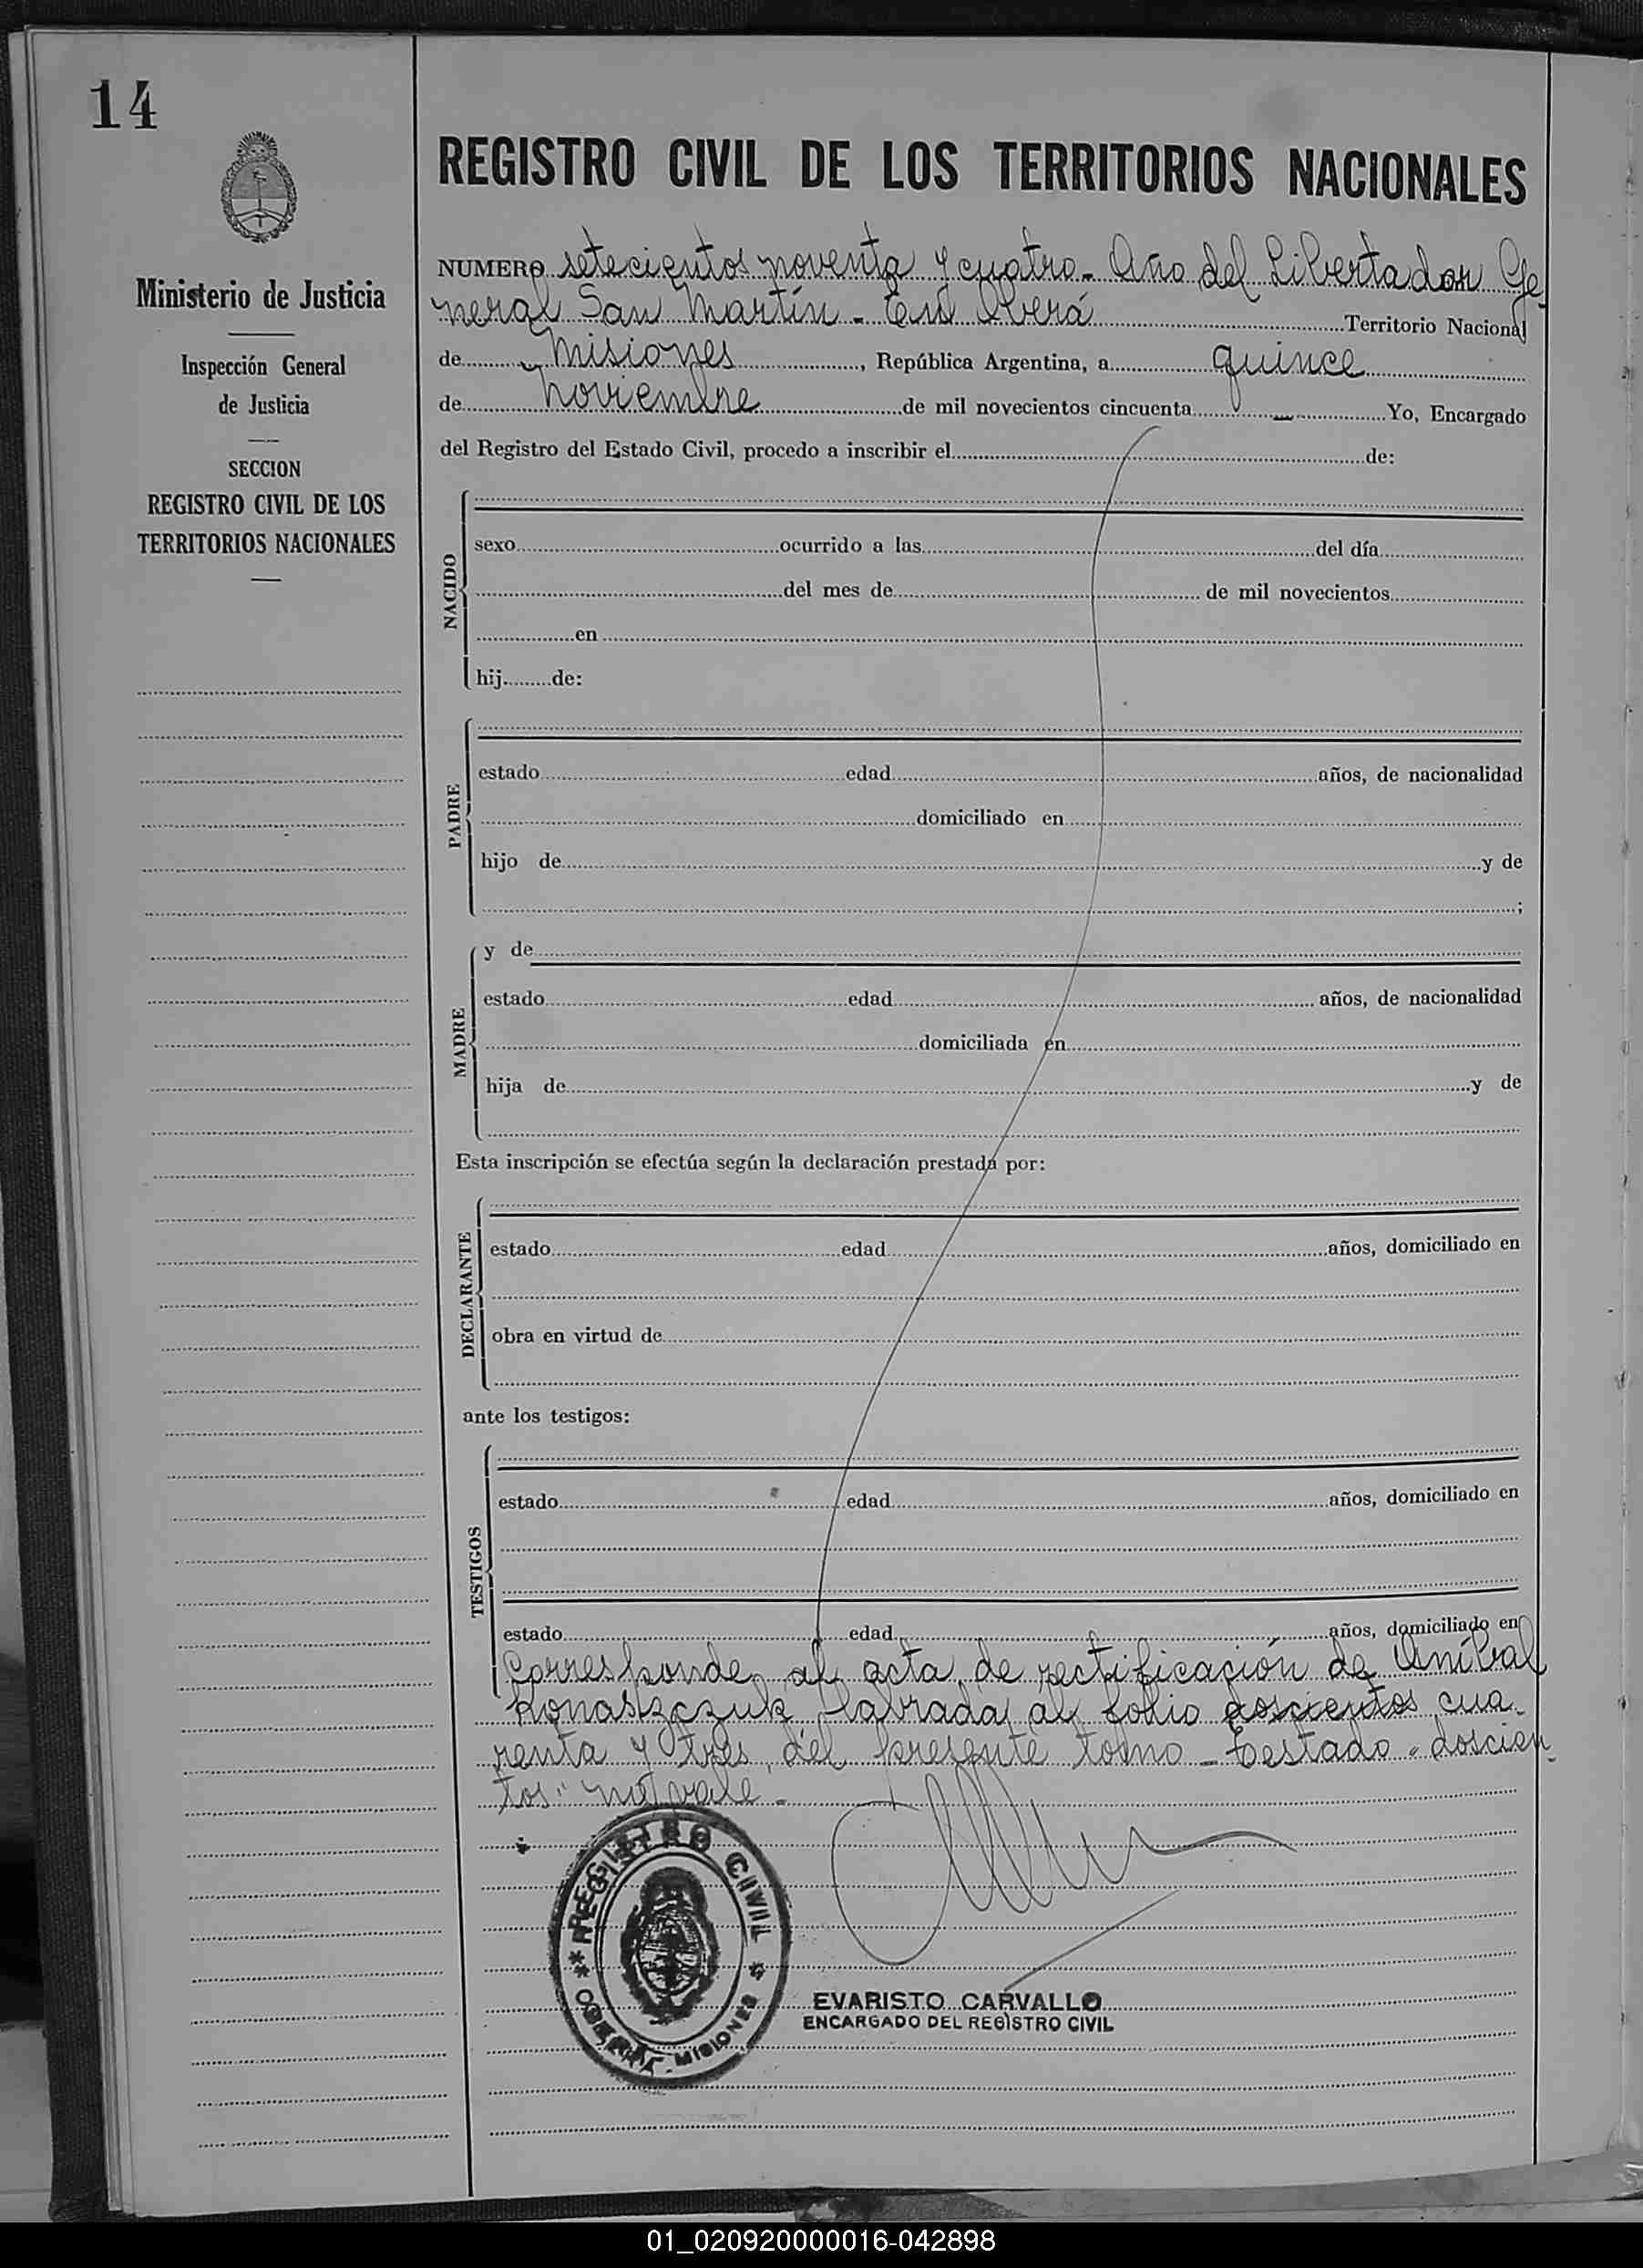 14
Ministerio de Justicia
Inspección General
de Justicia
SECCION
REGISTRO CIVIL DE LOS
TERRITORIOS NACIONALES
REGISTRO CIVIL DE LOS TERRITORIOS NACIONALES
NUMERO setecientos noventa y cuatro - Año del Libertador Ge
neral San Martín - En Oberá Territorio Nacional
de Misiones, República Argentina, a quince
de noviembre de mil novecientos cincuenta - Yo, Encargado
del Registro del Estado Civil, procedo a inscribir el de:
NACIDO
sexo ocurrido a las del día
del mes de de mil novecientos
en
hij de:
PADRE
estado edad años, de nacionalidad
domiciliado en
hijo de y de
;
MADRE
y de
estado edad años, de nacionalidad
domiciliada en
hija de y de
Esta inscripción se efectúa según la declaración prestada por:
DECLARANTE
estado edad años, domiciliado en
obra en virtud de
ante los testigos:
TESTIGOS
estado edad años, domiciliado en
estado edad años, domiciliado en
Corresponde al acta de rectificación de Aníbal
labrada al folio doscientos cua
renta y tres, del presente tomo - Testado "doscien
tos" no vale -
REGISTRO CIVIL
OBERÁ - MISIONES
EVARISTO CARVALLO
ENCARGADO DEL REGISTRO CIVIL
01_020920000016-042898